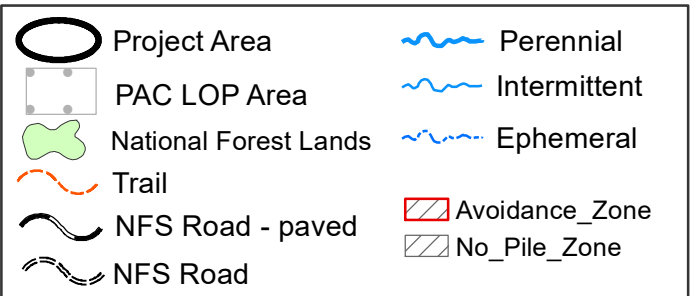 Project Area
PAC LOP Area
National Forest Lands
Trail
NFS Road - paved
NFS Road
Perennial
Intermittent
Ephemeral
Avoidance_Zone
No_Pile_Zone